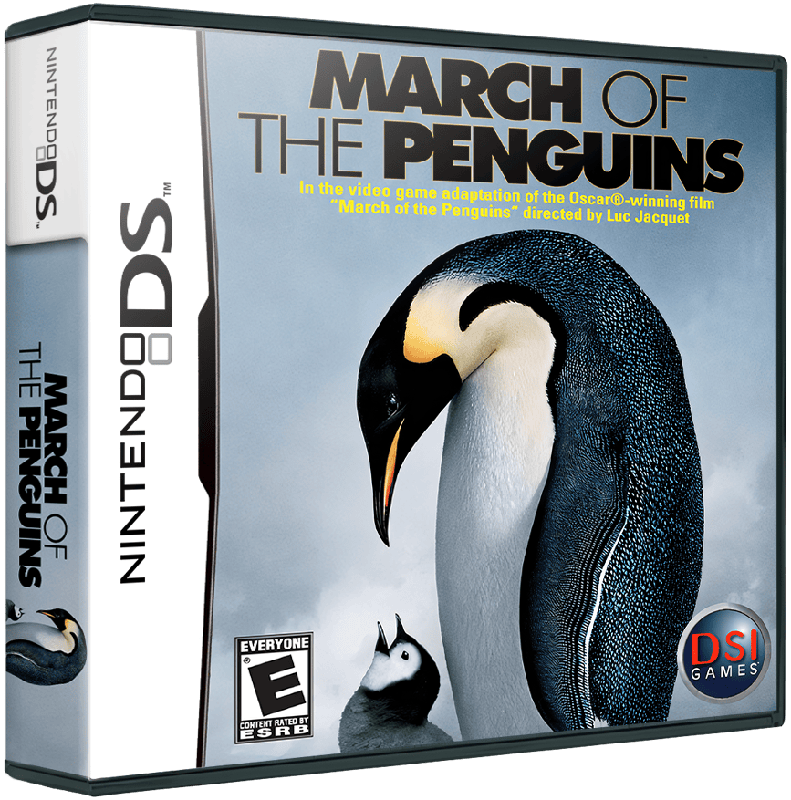 NINTENDO DS™
MARCH OF
THE PENGUINS
NINTENDO DS™
MARCH OF
THE PENGUINS
In the video game adaptation of the Oscar®-winning film
"March of the Penguins" directed by Luc Jacquet
EVERYONE
E
CONTENT RATED BY
ESRB
DSI
GAMES